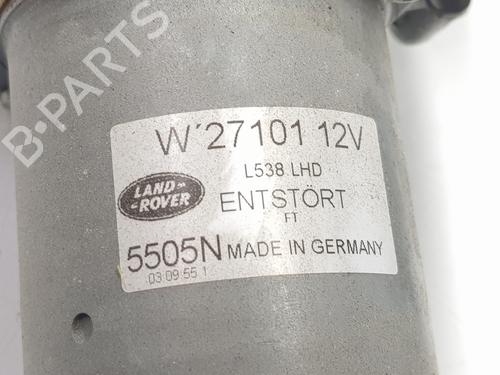 W'27101 12V
L538 LHD
LAND-
-ROVER
ENTSTÖRT
FT
5505N MADE IN GERMANY
03 09 55 1
B-PARTS